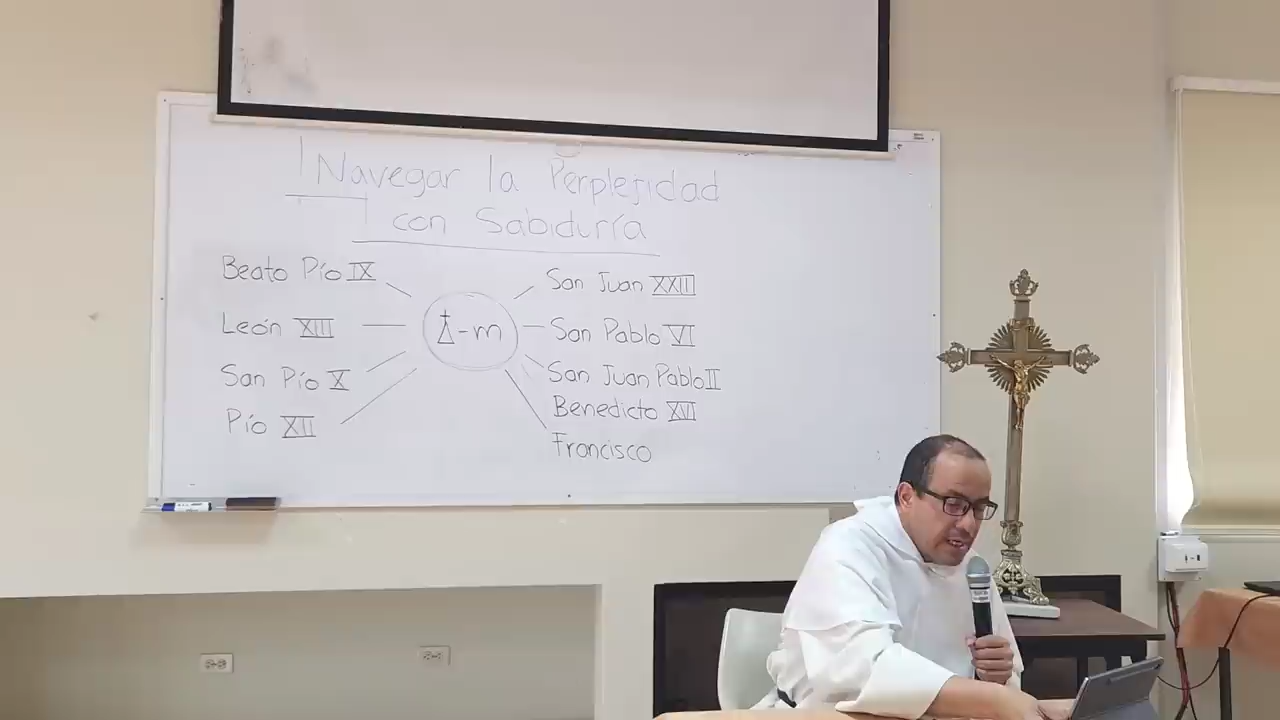 Navegar la Perplejidad
con Sabiduría
Beato Pío IX
León XIII
San Pío X
Pío XII
Δ-m
San Juan XXIII
San Pablo VI
San Juan Pablo II
Benedicto XVI
Francisco